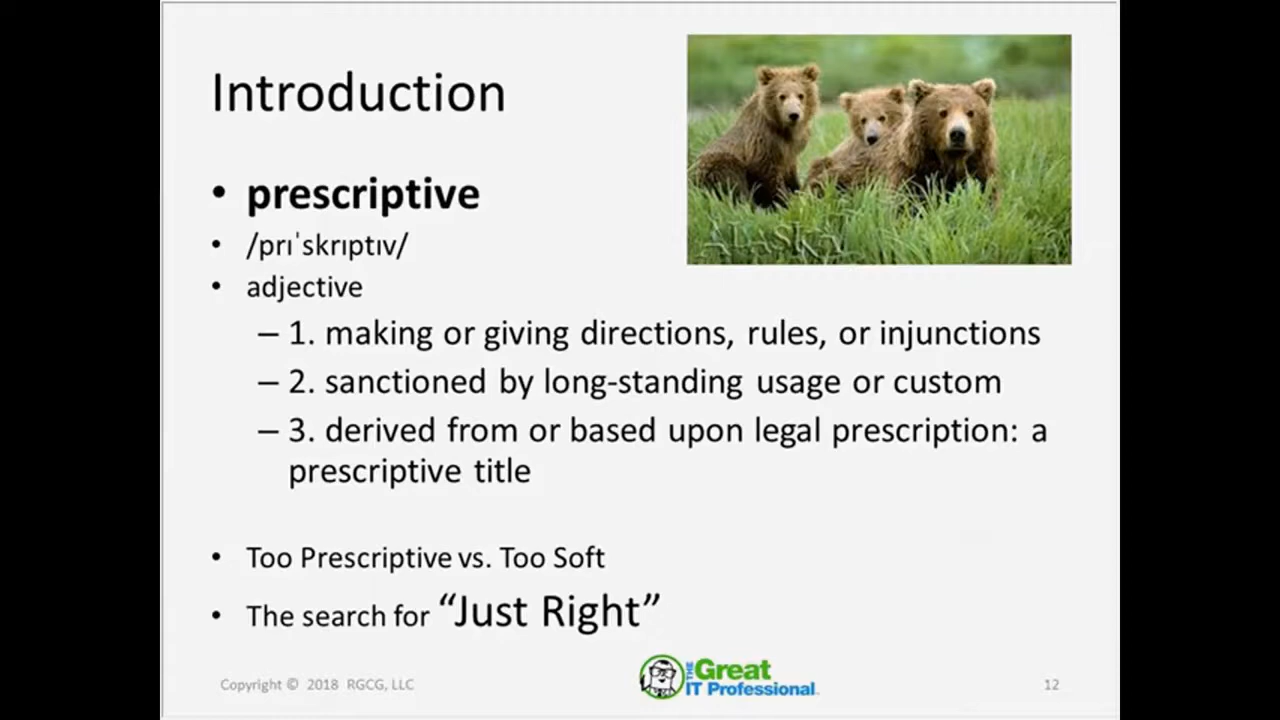 Introduction
• prescriptive
• /prɪˈskrɪptɪv/
• adjective
– 1. making or giving directions, rules, or injunctions
– 2. sanctioned by long-standing usage or custom
– 3. derived from or based upon legal prescription: a
prescriptive title
• Too Prescriptive vs. Too Soft
• The search for “Just Right”
ALASKA
Copyright © 2018 RGCG, LLC
THE Great
IT Professional
12